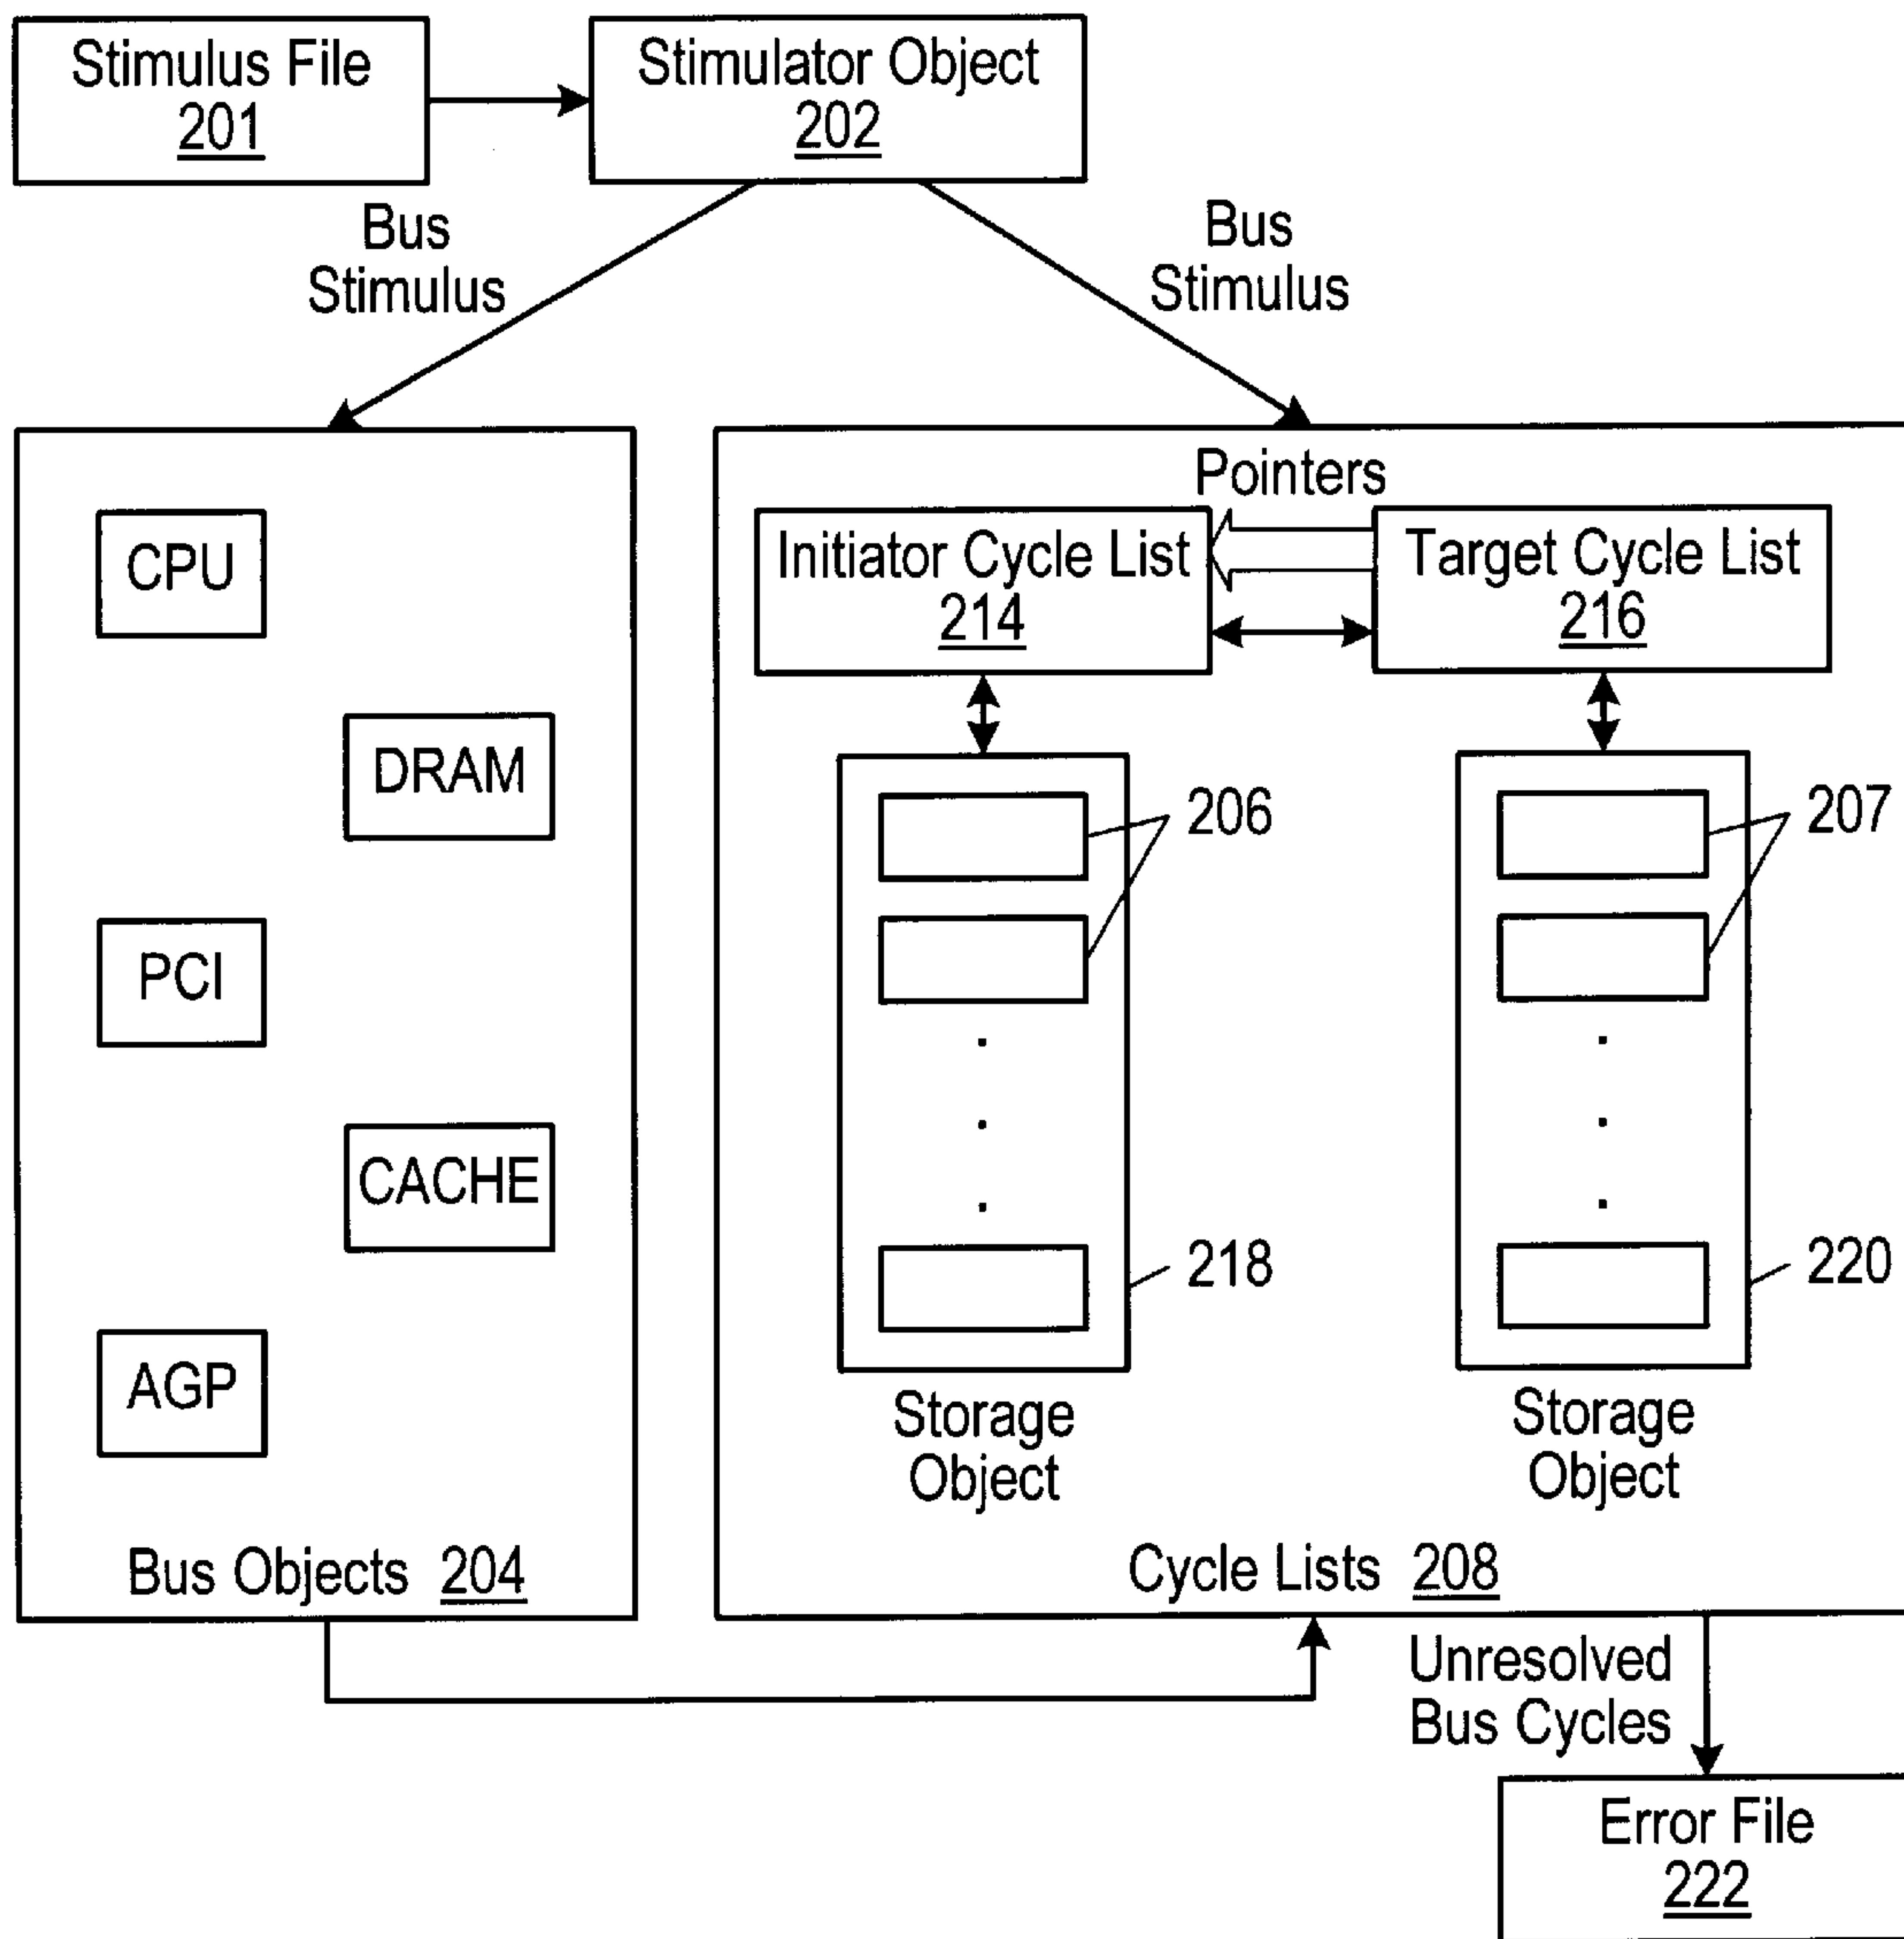 Stimulus File
201
Stimulator Object
202
Bus
Stimulus
Bus
Stimulus
CPU
DRAM
PCI
CACHE
AGP
Bus Objects 204
Pointers
Initiator Cycle List
214
Target Cycle List
216
206
207
218
220
Storage
Object
Storage
Object
Cycle Lists 208
Unresolved
Bus Cycles
Error File
222